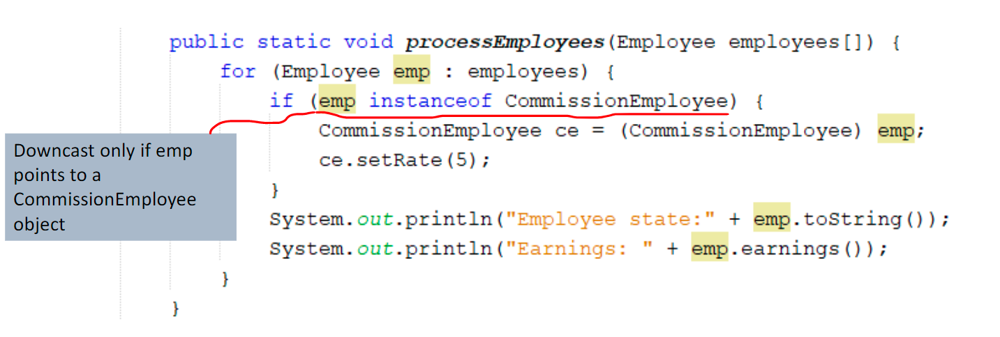 public static void processEmployees(Employee employees[]) {
for (Employee emp : employees) {
if (emp instanceof CommissionEmployee) {
CommissionEmployee ce = (CommissionEmployee) emp;
ce.setRate(5);
}
System.out.println("Employee state:" + emp.toString());
System.out.println("Earnings: " + emp.earnings());
}
}
Downcast only if emp
points to a
CommissionEmployee
object